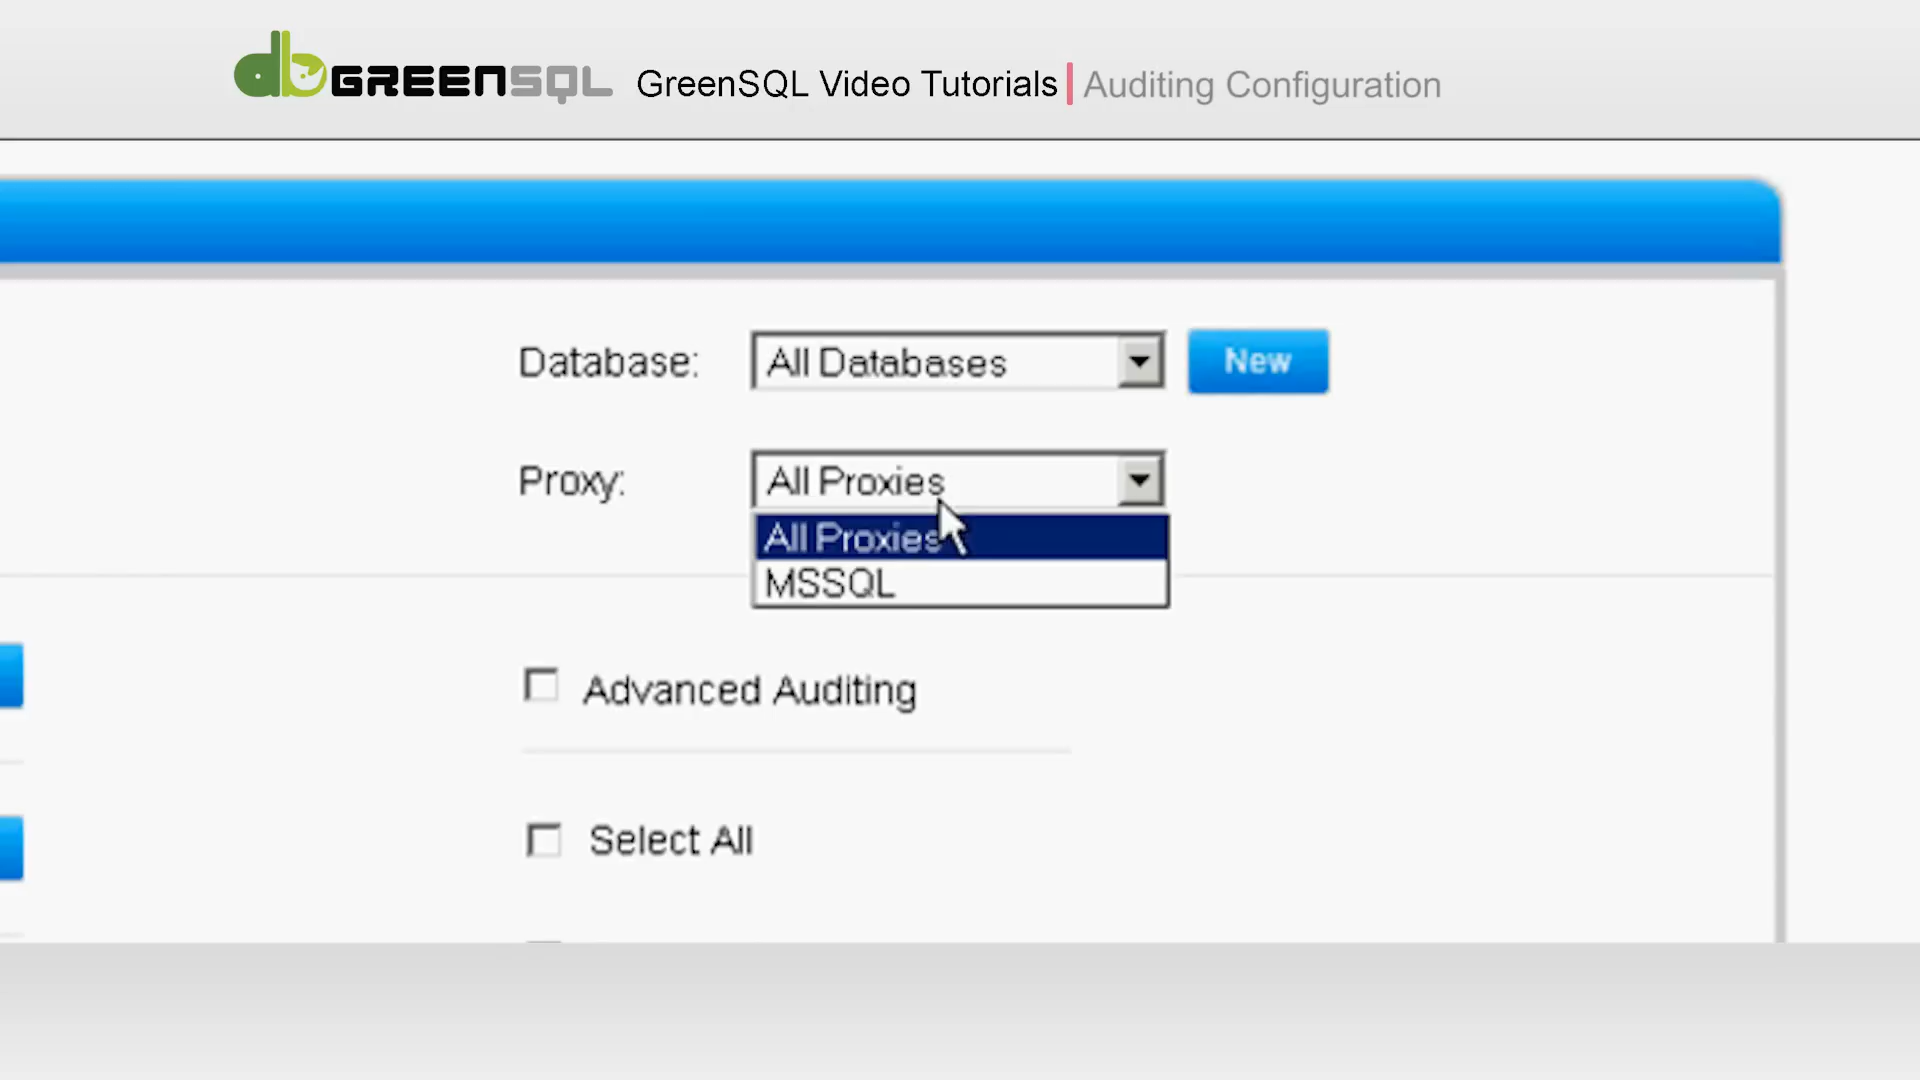 GREENSQL GreenSQL Video Tutorials Auditing Configuration
Database: All Databases New
Proxy: All Proxies
All Proxies
MSSQL
Advanced Auditing
Select All